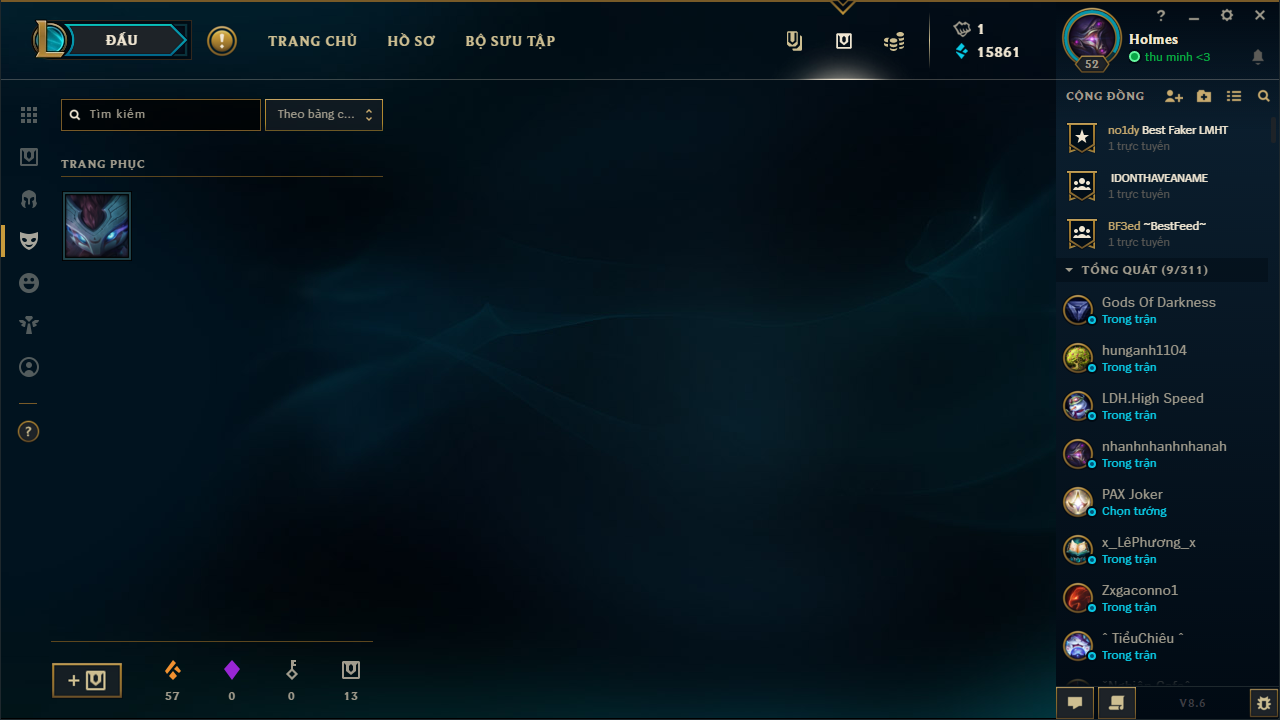 ĐẤU
TRANG CHỦ
HỒ SƠ
BỘ SƯU TẬP
1
15861
52
Holmes
thu minh <3
Tìm kiếm
Theo bảng c...
TRANG PHỤC
57
0
0
13
CỘNG ĐỒNG
no1dy Best Faker LMHT
1 trực tuyến
IDONTHAVEANAME
1 trực tuyến
BF3ed ~BestFeed~
1 trực tuyến
TỔNG QUÁT (9/311)
Gods Of Darkness
Trong trận
hunganh1104
Trong trận
LDH.High Speed
Trong trận
nhanhnhanhnhanah
Trong trận
PAX Joker
Chọn tướng
x_LêPhương_x
Trong trận
Zxgaconno1
Trong trận
ˆ TiểuChiêu ˆ
Trong trận
V8.6